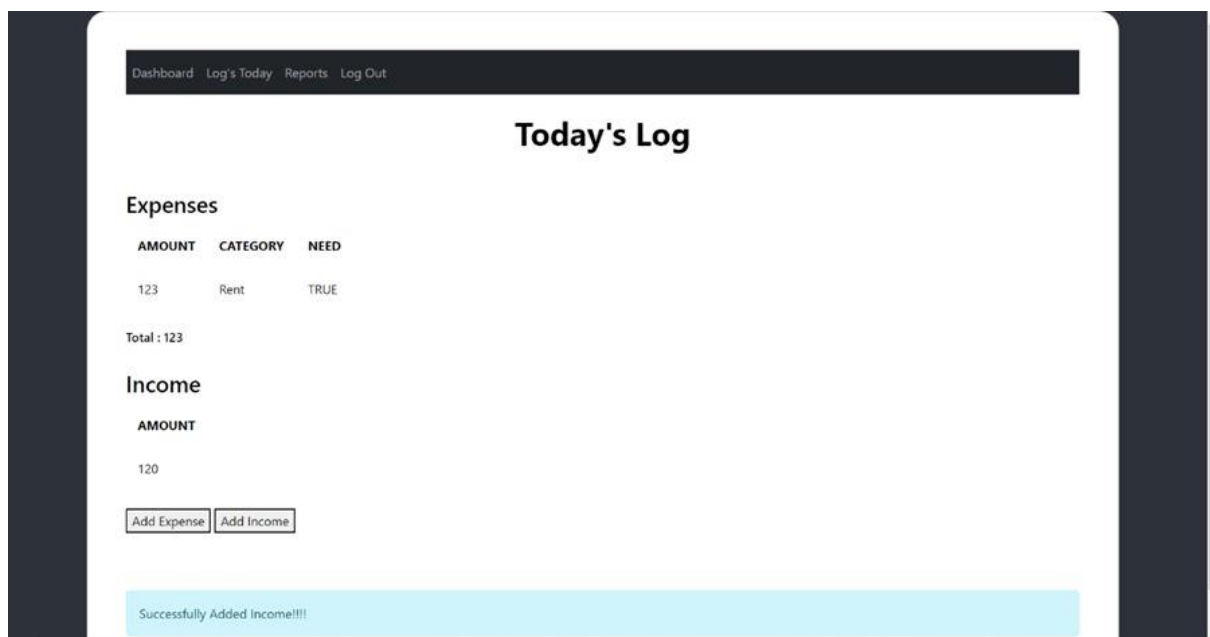 Dashboard Log's Today Reports Log Out
Today's Log
Expenses
AMOUNT CATEGORY NEED
123 Rent TRUE
Total : 123
Income
AMOUNT
120
Add Expense Add Income
Successfully Added Income!!!!